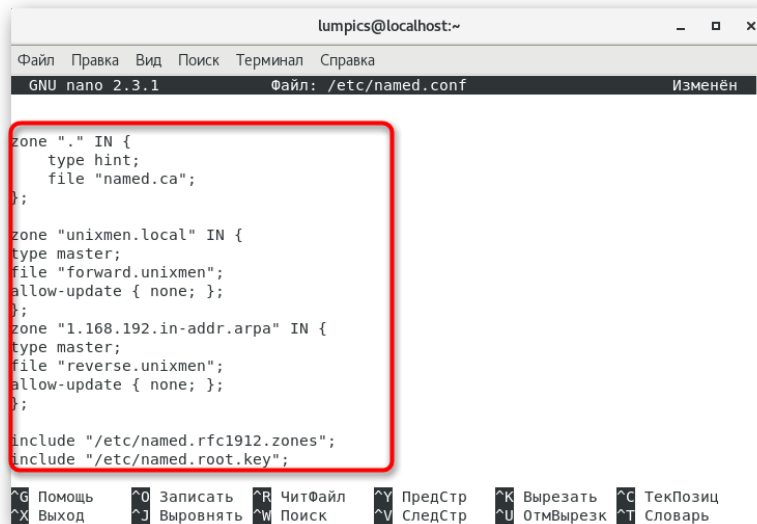 lumpics@localhost:~
Файл Правка Вид Поиск Терминал Справка
GNU nano 2.3.1 Файл: /etc/named.conf Изменён
zone "." IN {
    type hint;
    file "named.ca";
};
zone "unixmen.local" IN {
type master;
file "forward.unixmen";
allow-update { none; };
};
zone "1.168.192.in-addr.arpa" IN {
type master;
file "reverse.unixmen";
allow-update { none; };
};
include "/etc/named.rfc1912.zones";
include "/etc/named.root.key";
^G Помощь ^O Записать ^R ЧитФайл ^Y ПредСтр ^K Вырезать ^C ТекПозиц
^X Выход ^J Выровнять ^W Поиск ^V СледСтр ^U ОтмВырезк ^T Словарь